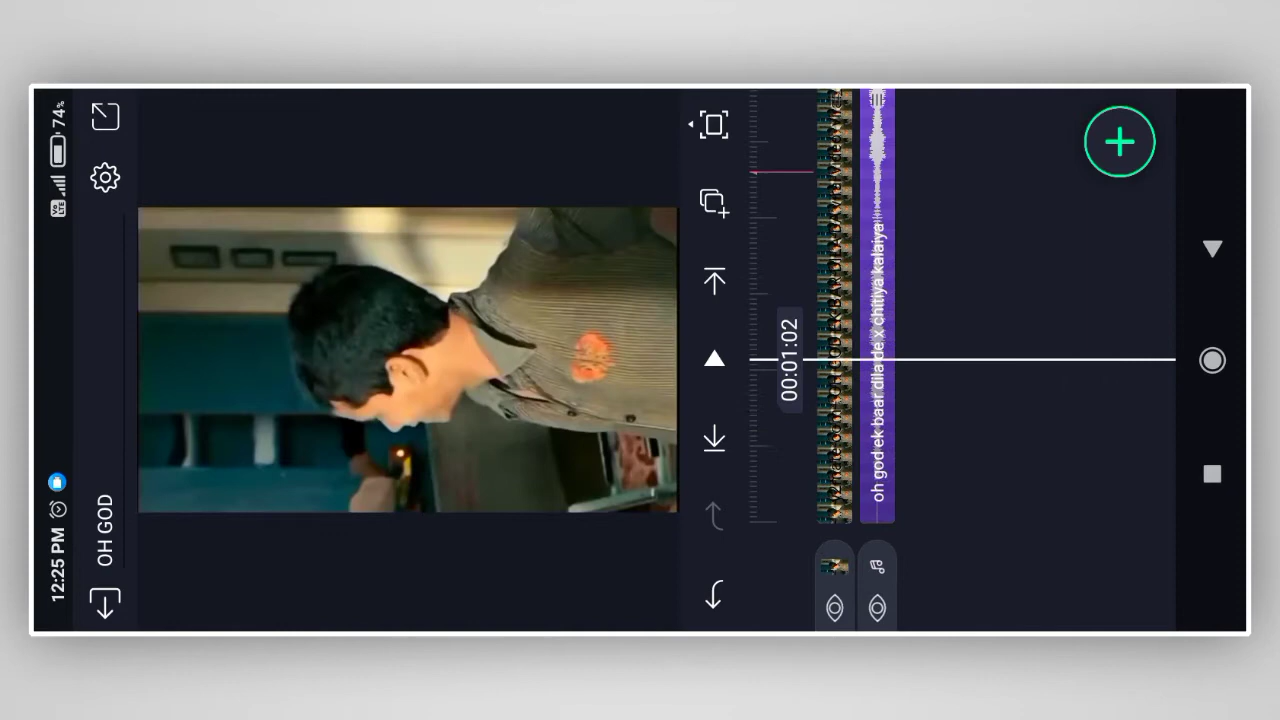 12:25 PM
74%
OH GOD
00:01:02
oh god ek baar dila de x chitiya kalaiya